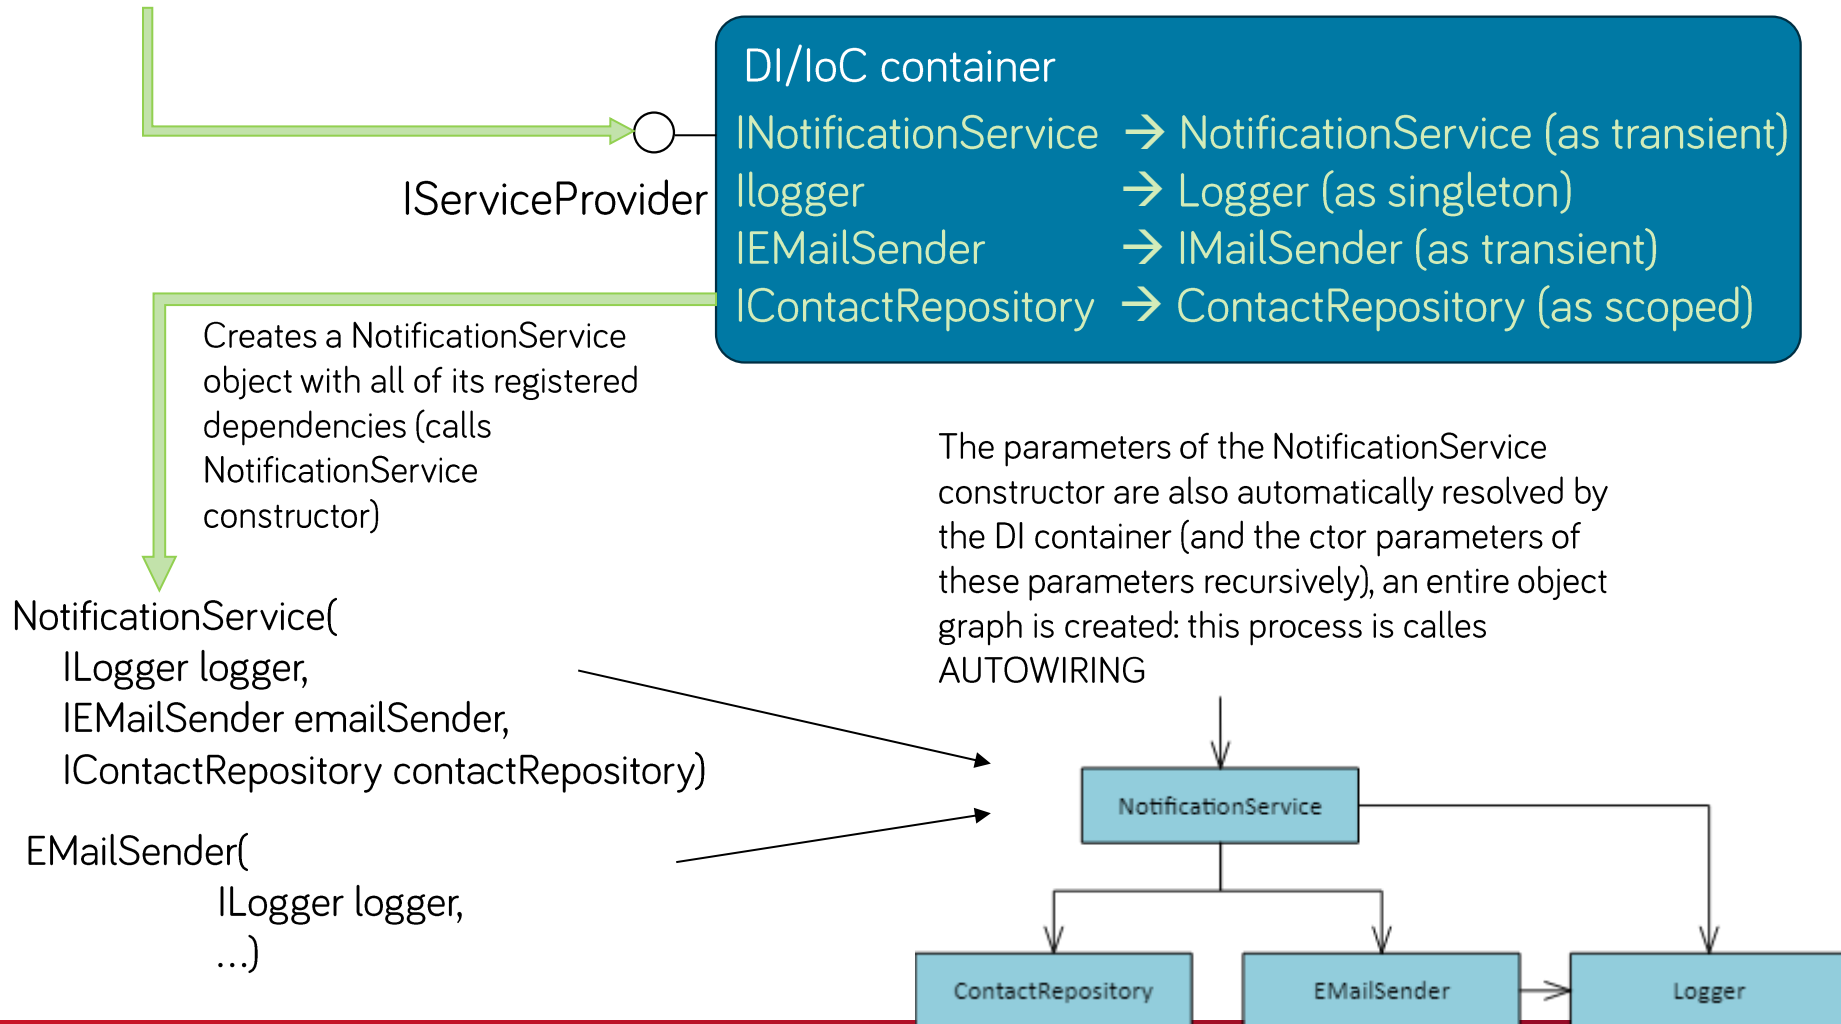 DI/IoC container
INotificationService → NotificationService (as transient)
Ilogger → Logger (as singleton)
IEMailSender → IMailSender (as transient)
IContactRepository → ContactRepository (as scoped)
IServiceProvider
Creates a NotificationService
object with all of its registered
dependencies (calls
NotificationService
constructor)
NotificationService(
ILogger logger,
IEMailSender emailSender,
IContactRepository contactRepository)
EMailSender(
ILogger logger,
...)
The parameters of the NotificationService
constructor are also automatically resolved by
the DI container (and the ctor parameters of
these parameters recursively), an entire object
graph is created: this process is calles
AUTOWIRING
NotificationService
ContactRepository
EMailSender
Logger